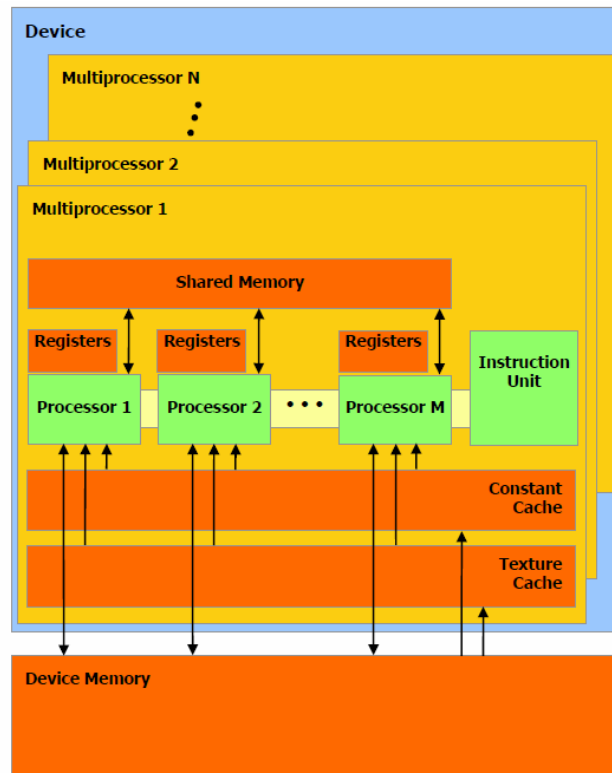 Device
Multiprocessor N
Multiprocessor 2
Multiprocessor 1
Shared Memory
Registers
Registers
Registers
Processor 1
Processor 2
Processor M
Instruction
Unit
Constant
Cache
Texture
Cache
Device Memory